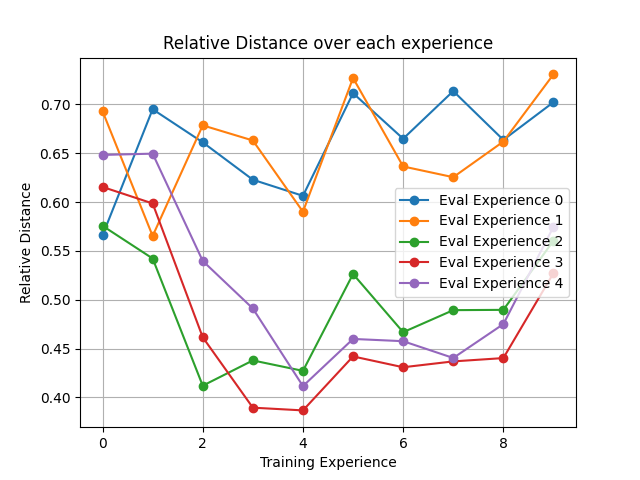 Relative Distance over each experience
0.70
0.65
0.60
0.55
0.50
0.45
0.40
Relative Distance
Eval Experience 0
Eval Experience 1
Eval Experience 2
Eval Experience 3
Eval Experience 4
0 2 4 6 8
Training Experience